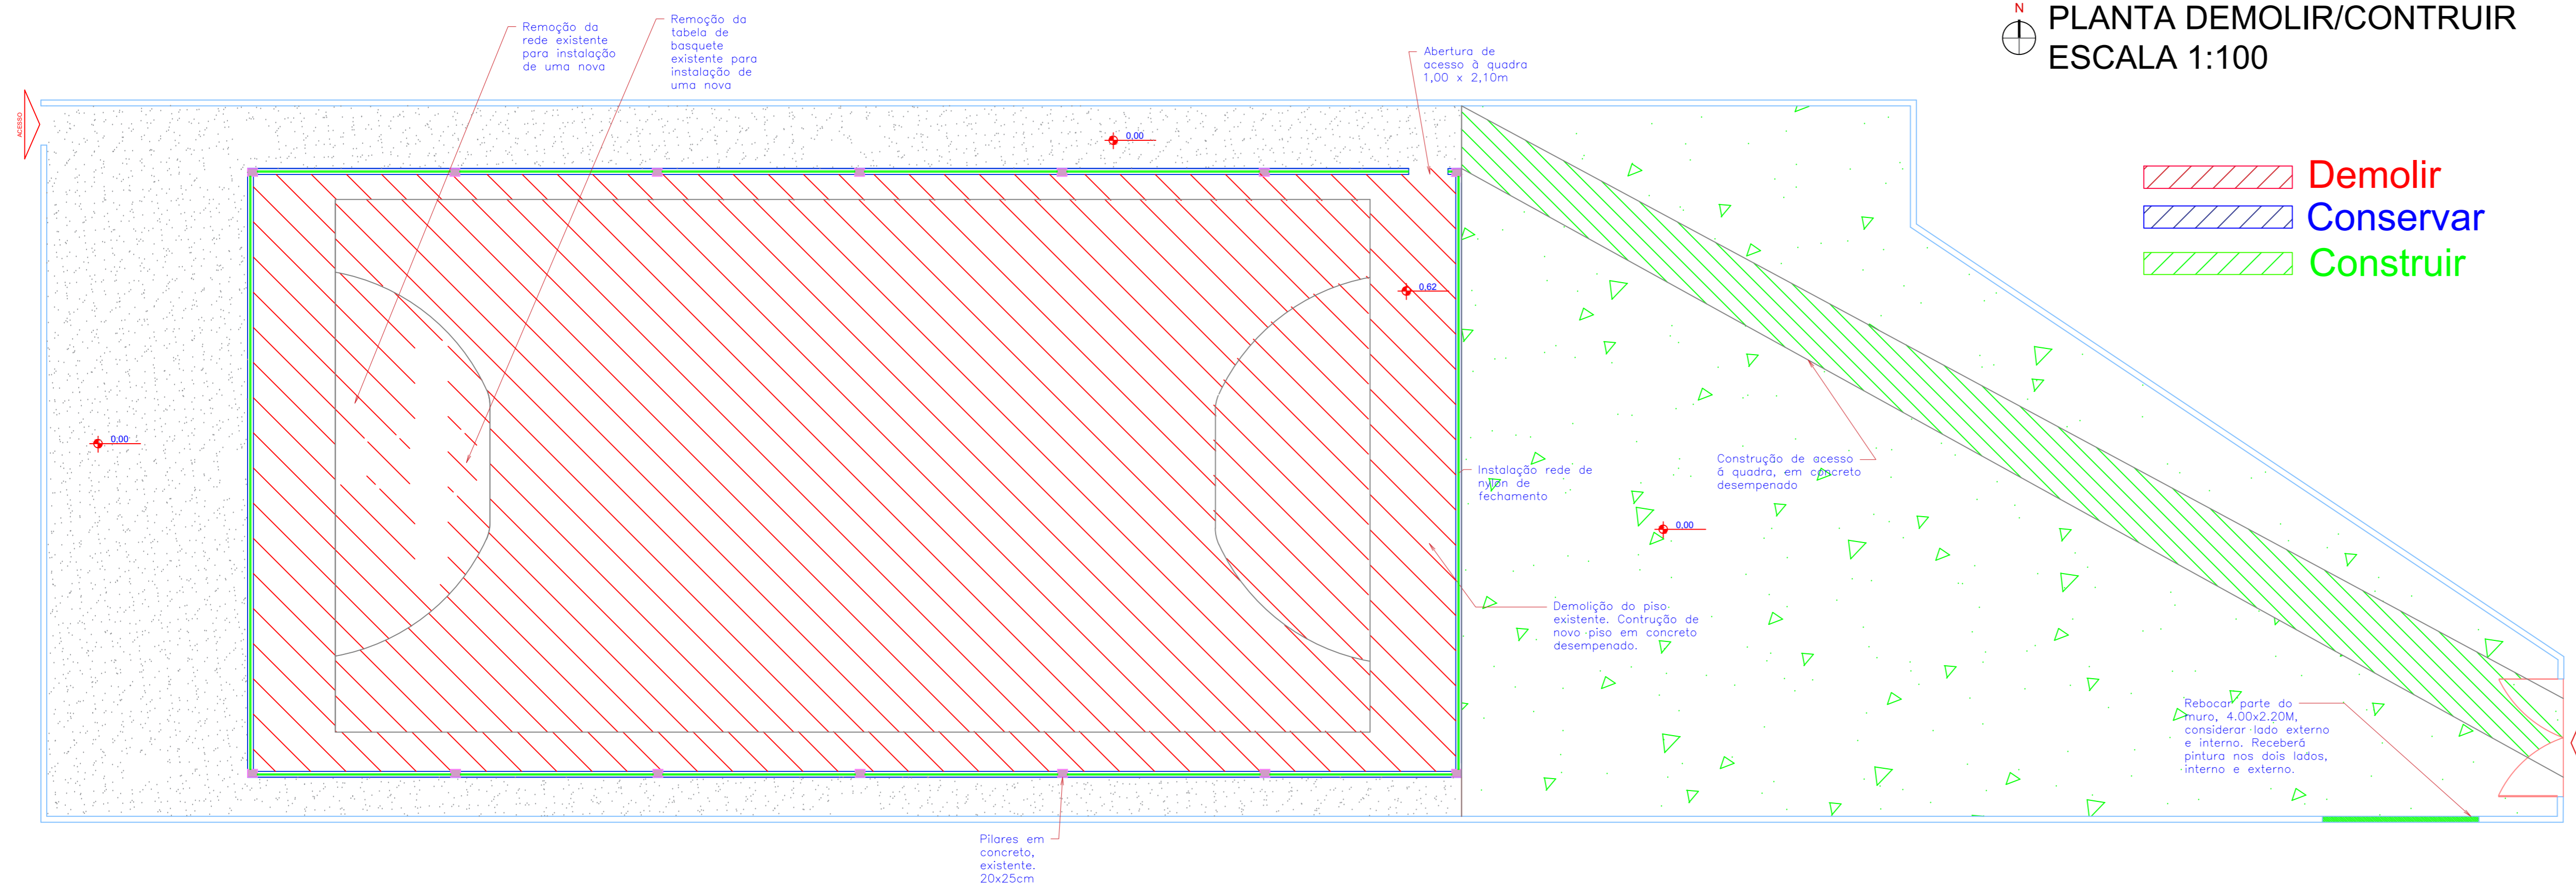 N
PLANTA DEMOLIR/CONTRUIR
ESCALA 1:100
Demolir
Conservar
Construir
Remoção da
rede existente
para instalação
de uma nova
Remoção da
tabela de
basquete
existente para
instalação de
uma nova
Abertura de
acesso à quadra
1,00 x 2,10m
ACESSO
0,00
0.62
0,00
Instalação rede de
nylon de
fechamento
Construção de acesso
á quadra, em concreto
desempenado
0,00
Demolição do piso
existente. Contrução de
novo piso em concreto
desempenado.
Rebocar parte do
muro, 4.00x2.20M,
considerar lado externo
e interno. Receberá
pintura nos dois lados,
interno e externo.
Pilares em
concreto,
existente.
20x25cm